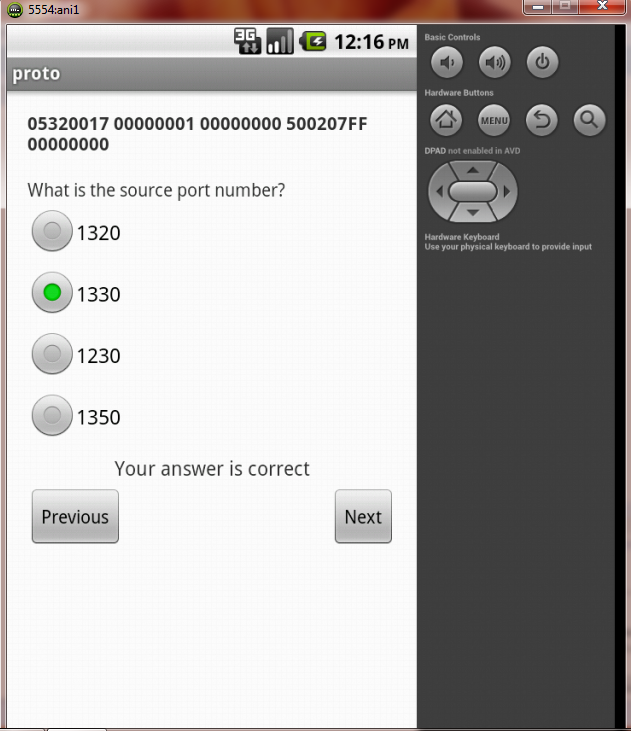 5554:ani1
3G 12:16 PM
proto
05320017 00000001 00000000 500207FF
00000000
What is the source port number?
1320
1330
1230
1350
Your answer is correct
Previous
Next
Basic Controls
Hardware Buttons
MENU
DPAD not enabled in AVD
Hardware Keyboard
Use your physical keyboard to provide input